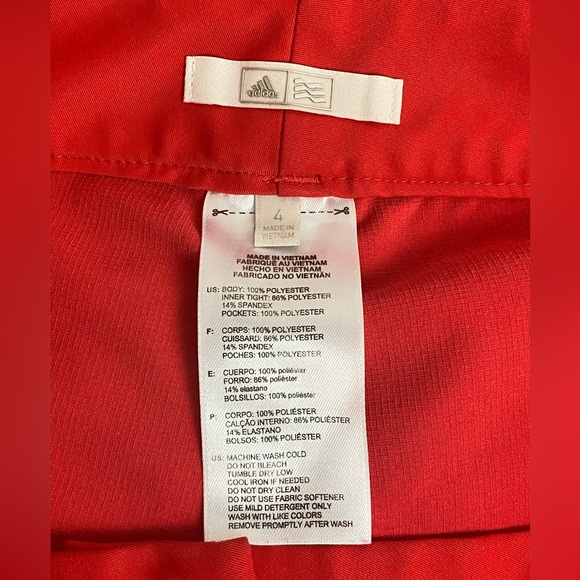 adidas
4
MADE IN
VIETNAM
MADE IN VIETNAM
FABRIQUÉ AU VIETNAM
HECHO EN VIETNAM
FABRICADO NO VIETNÃN
US: BODY: 100% POLYESTER
INNER TIGHT: 86% POLYESTER
14% SPANDEX
POCKETS: 100% POLYESTER
F: CORPS: 100% POLYESTER
CUISSARD: 86% POLYESTER
14% SPANDEX
POCHES: 100% POLYESTER
E: CUERPO: 100% poliéster
FORRO: 86% poliéster
14% elastano
BOLSILLOS: 100% poliéster
P: CORPO: 100% POLIÉSTER
CALÇÃO INTERNO: 86% POLIÉSTER
14% ELASTANO
BOLSOS: 100% POLIÉSTER
US: MACHINE WASH COLD
DO NOT BLEACH
TUMBLE DRY LOW
COOL IRON IF NEEDED
DO NOT DRY CLEAN
DO NOT USE FABRIC SOFTENER
USE MILD DETERGENT ONLY
WASH WITH LIKE COLORS
REMOVE PROMPTLY AFTER WASH